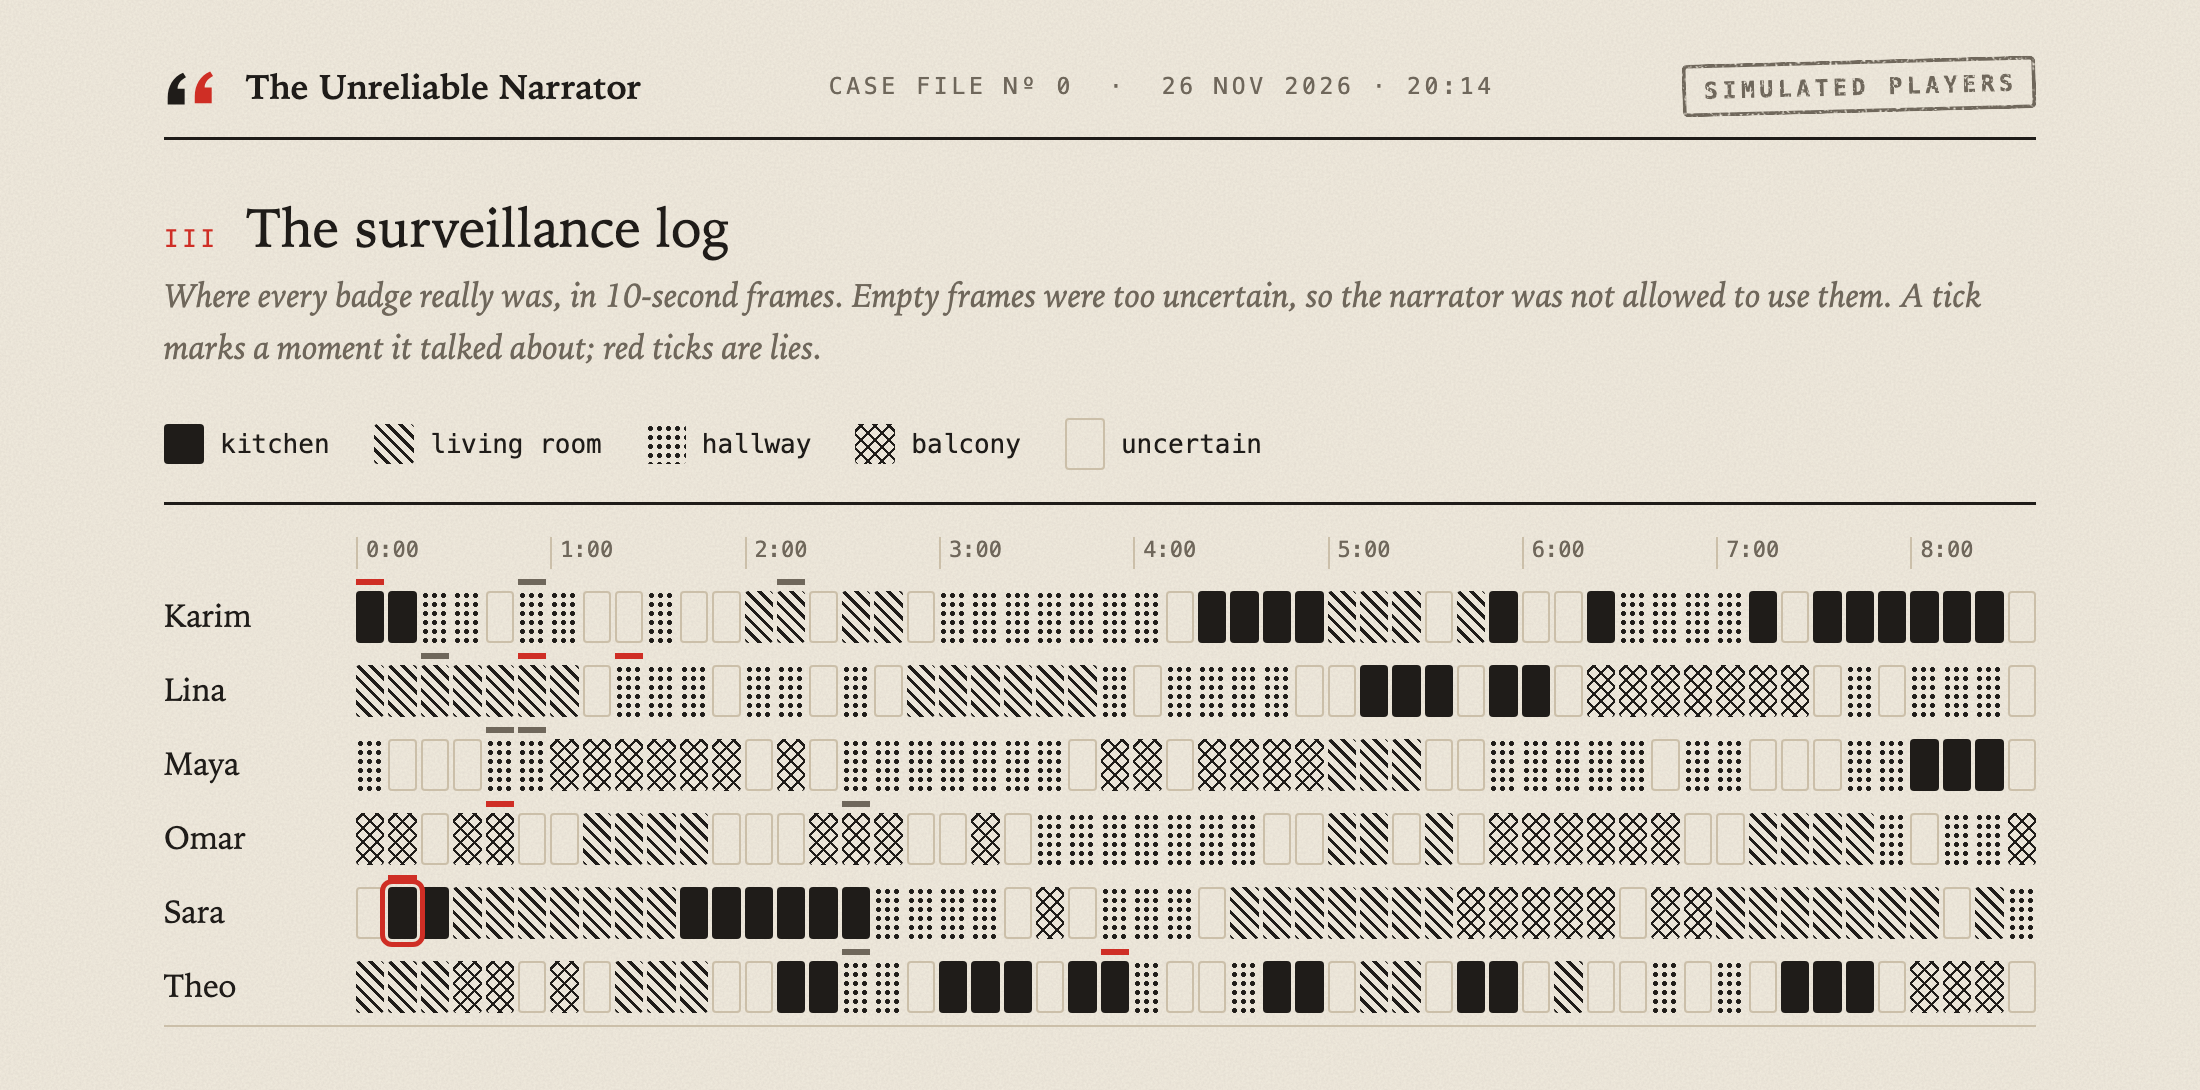 The Unreliable Narrator
CASE FILE Nº 0 · 26 NOV 2026 · 20:14
SIMULATED PLAYERS
III The surveillance log
Where every badge really was, in 10-second frames. Empty frames were too uncertain, so the narrator was not allowed to use them. A tick
marks a moment it talked about; red ticks are lies.
kitchen living room hallway balcony uncertain
0:00 1:00 2:00 3:00 4:00 5:00 6:00 7:00 8:00
Karim
Lina
Maya
Omar
Sara
Theo